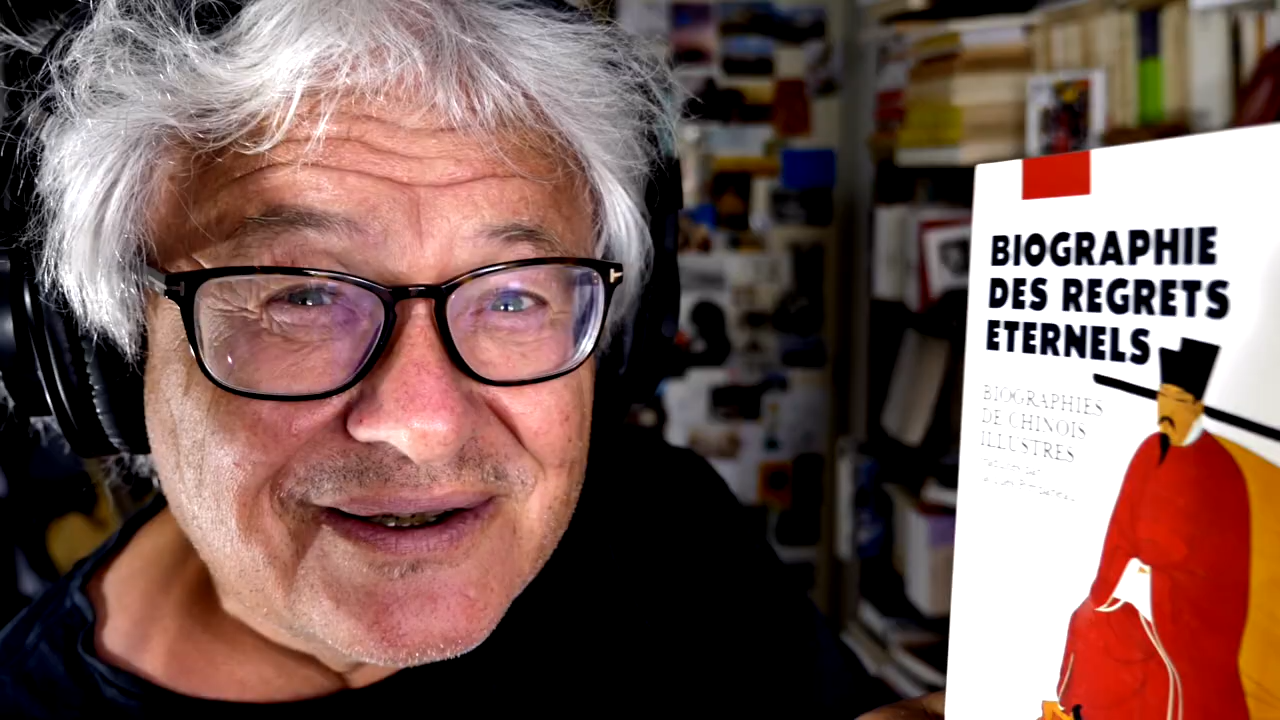 BIOGRAPHIE
DES REGRETS
ETERNELS
BIOGRAPHIES
DE CHINOIS
ILLUSTRES